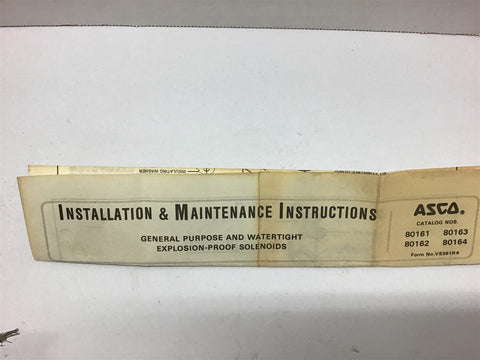 INSULATING WASHER
INSTALLATION & MAINTENANCE INSTRUCTIONS
GENERAL PURPOSE AND WATERTIGHT
EXPLOSION-PROOF SOLENOIDS
ASCO.
CATALOG NOS.
80161 80163
80162 80164
Form No.V5381R4